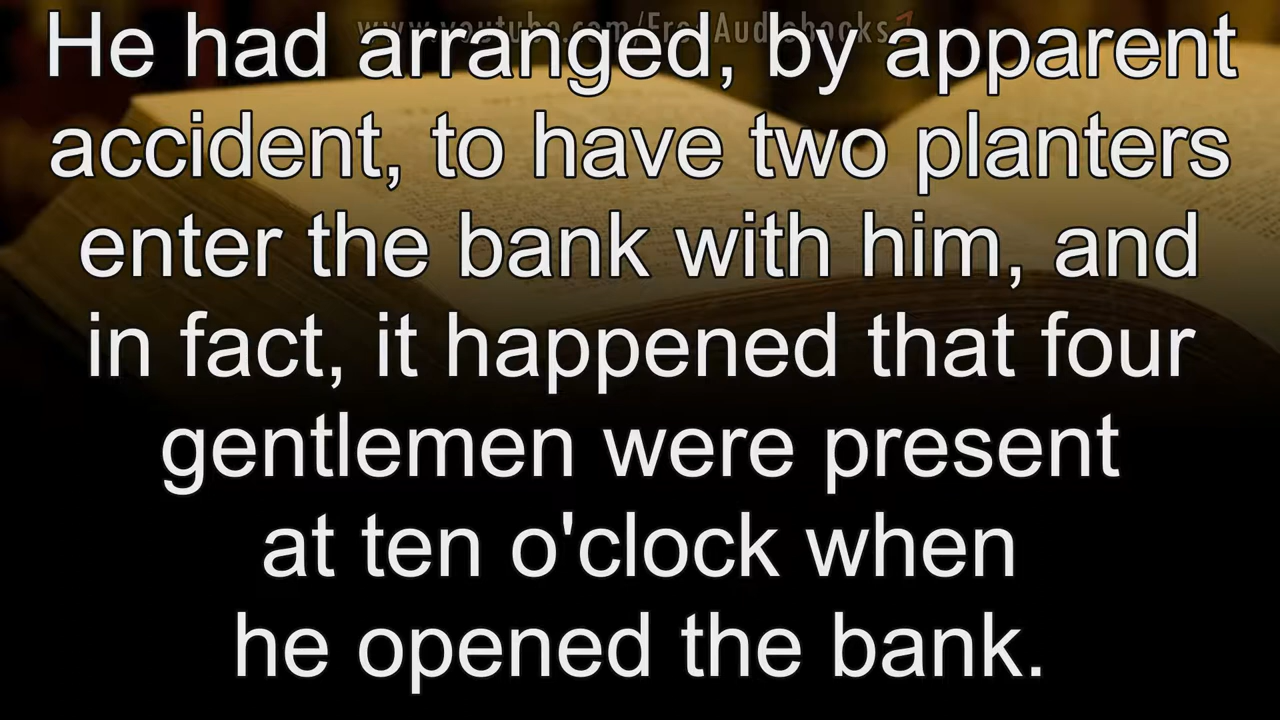 www.youtube.com/FreeAudiobooks
He had arranged, by apparent
accident, to have two planters
enter the bank with him, and
in fact, it happened that four
gentlemen were present
at ten o'clock when
he opened the bank.